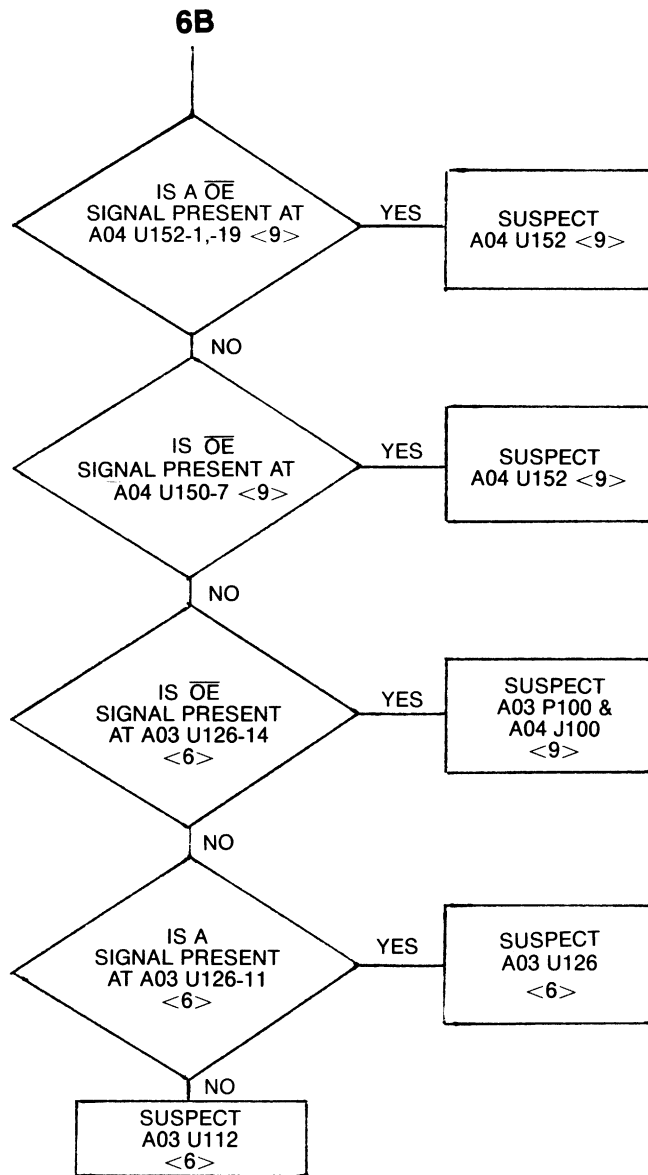 6B
IS A O̅E̅
SIGNAL PRESENT AT
A04 U152-1,-19 <9>
YES
SUSPECT
A04 U152 <9>
NO
IS O̅E̅
SIGNAL PRESENT AT
A04 U150-7 <9>
YES
SUSPECT
A04 U152 <9>
NO
IS O̅E̅
SIGNAL PRESENT
AT A03 U126-14
<6>
YES
SUSPECT
A03 P100 &
A04 J100
<9>
NO
IS A
SIGNAL PRESENT
AT A03 U126-11
<6>
YES
SUSPECT
A03 U126
<6>
NO
SUSPECT
A03 U112
<6>